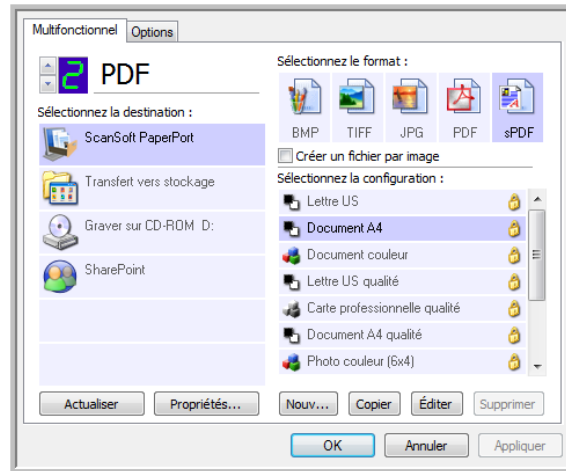 Multifonctionnel
Options
2
PDF
Sélectionnez la destination :
ScanSoft PaperPort
Transfert vers stockage
Graver sur CD-ROM D:
SharePoint
Actualiser
Propriétés...
Sélectionnez le format :
BMP
TIFF
JPG
PDF
sPDF
Créer un fichier par image
Sélectionnez la configuration :
Lettre US
Document A4
Document couleur
Lettre US qualité
Carte professionnelle qualité
Document A4 qualité
Photo couleur (6x4)
Nouv...
Copier
Éditer
Supprimer
OK
Annuler
Appliquer